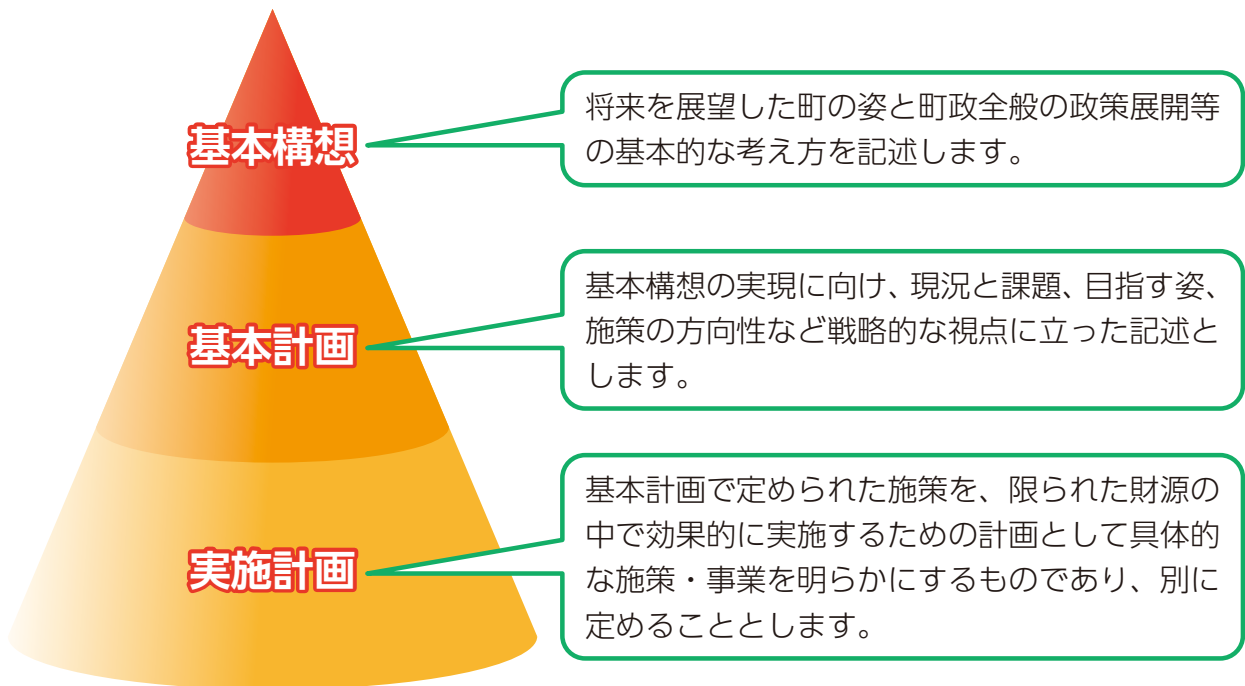 基本構想
将来を展望した町の姿と町政全般の政策展開等
の基本的な考え方を記述します。
基本計画
基本構想の実現に向け、現況と課題、目指す姿、
施策の方向性など戦略的な視点に立った記述と
します。
実施計画
基本計画で定められた施策を、限られた財源の
中で効果的に実施するための計画として具体的
な施策・事業を明らかにするものであり、別に
定めることとします。